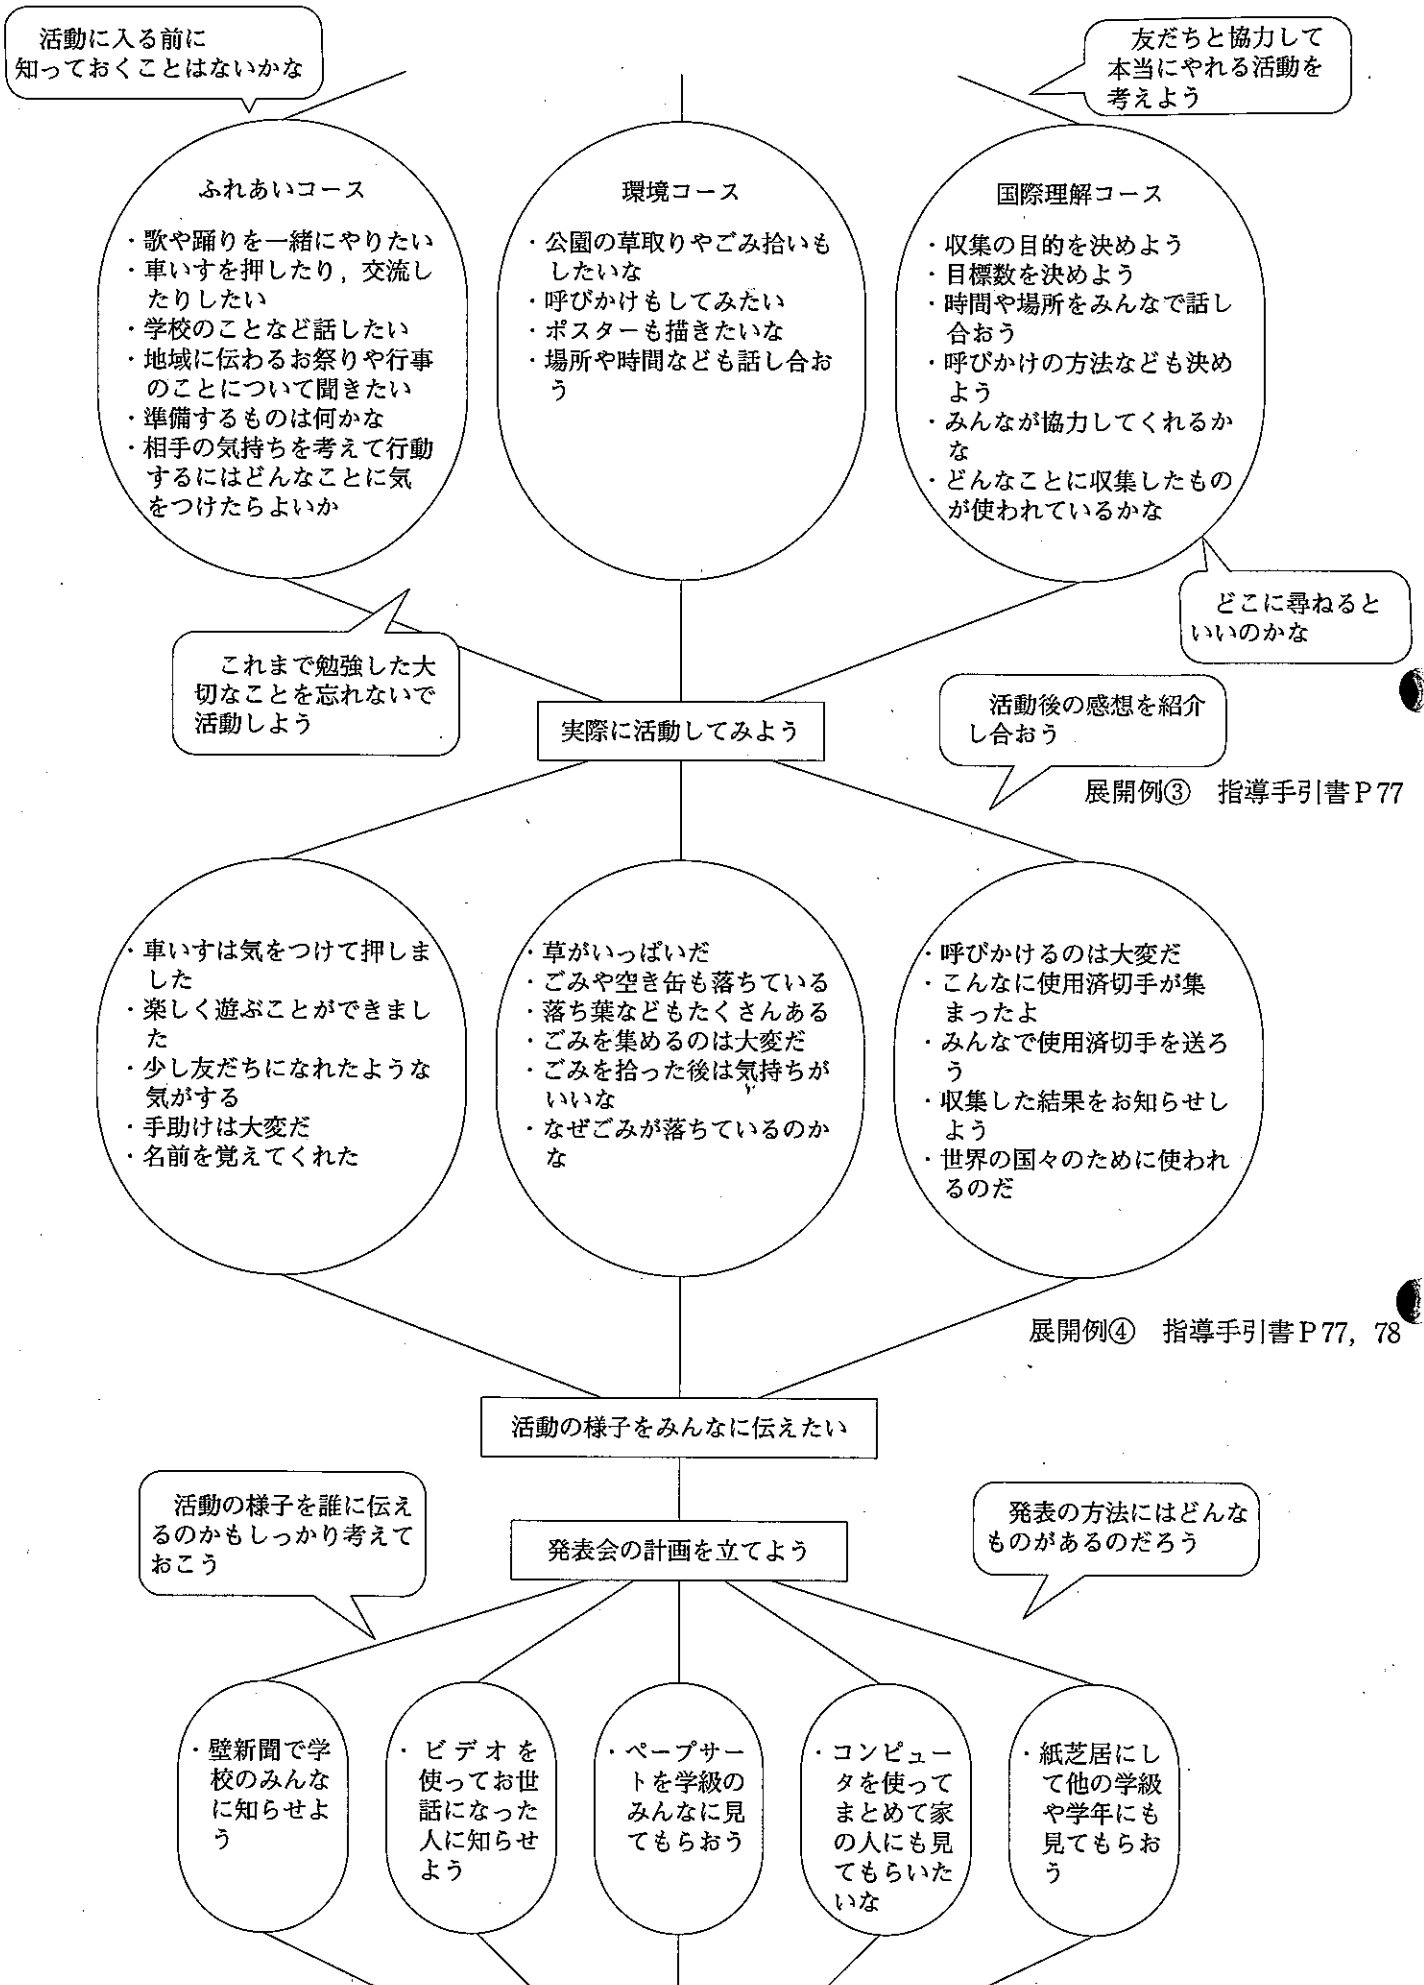 活動に入る前に
知っておくことはないかな
友だちと協力して
本当にやれる活動を
考えよう
ふれあいコース
・歌や踊りを一緒にやりたい
・車いすを押したり，交流し
たりしたい
・学校のことなど話したい
・地域に伝わるお祭りや行事
のことについて聞きたい
・準備するものは何かな
・相手の気持ちを考えて行動
するにはどんなことに気
をつけたらよいか
環境コース
・公園の草取りやごみ拾いも
したいな
・呼びかけもしてみたい
・ポスターも描きたいな
・場所や時間なども話し合お
う
国際理解コース
・収集の目的を決めよう
・目標数を決めよう
・時間や場所をみんなで話し
合おう
・呼びかけの方法なども決め
よう
・みんなが協力してくれるか
な
・どんなことに収集したもの
が使われているかな
どこに尋ねると
いいのかな
これまで勉強した大
切なことを忘れないで
活動しよう
実際に活動してみよう
活動後の感想を紹介
し合おう
展開例③　指導手引書P77
・車いすは気をつけて押しま
した
・楽しく遊ぶことができまし
た
・少し友だちになれたような
気がする
・手助けは大変だ
・名前を覚えてくれた
・草がいっぱいだ
・ごみや空き缶も落ちている
・落ち葉などもたくさんある
・ごみを集めるのは大変だ
・ごみを拾った後は気持ちが
いいな
・なぜごみが落ちているのか
な
・呼びかけるのは大変だ
・こんなに使用済切手が集
まったよ
・みんなで使用済切手を送ろ
う
・収集した結果をお知らせし
よう
・世界の国々のために使われ
るのだ
展開例④　指導手引書P77，78
活動の様子をみんなに伝えたい
活動の様子を誰に伝え
るのかもしっかり考えて
おこう
発表会の計画を立てよう
発表の方法にはどんな
ものがあるのだろう
・壁新聞で学
校のみんな
に知らせよ
う
・ビデオを
使ってお世
話になった
人に知らせ
よう
・ペープサー
トを学級の
みんなに見
てもらおう
・コンピュー
タを使って
まとめて家
の人にも見
てもらいた
いな
・紙芝居にし
て他の学級
や学年にも
見てもらお
う